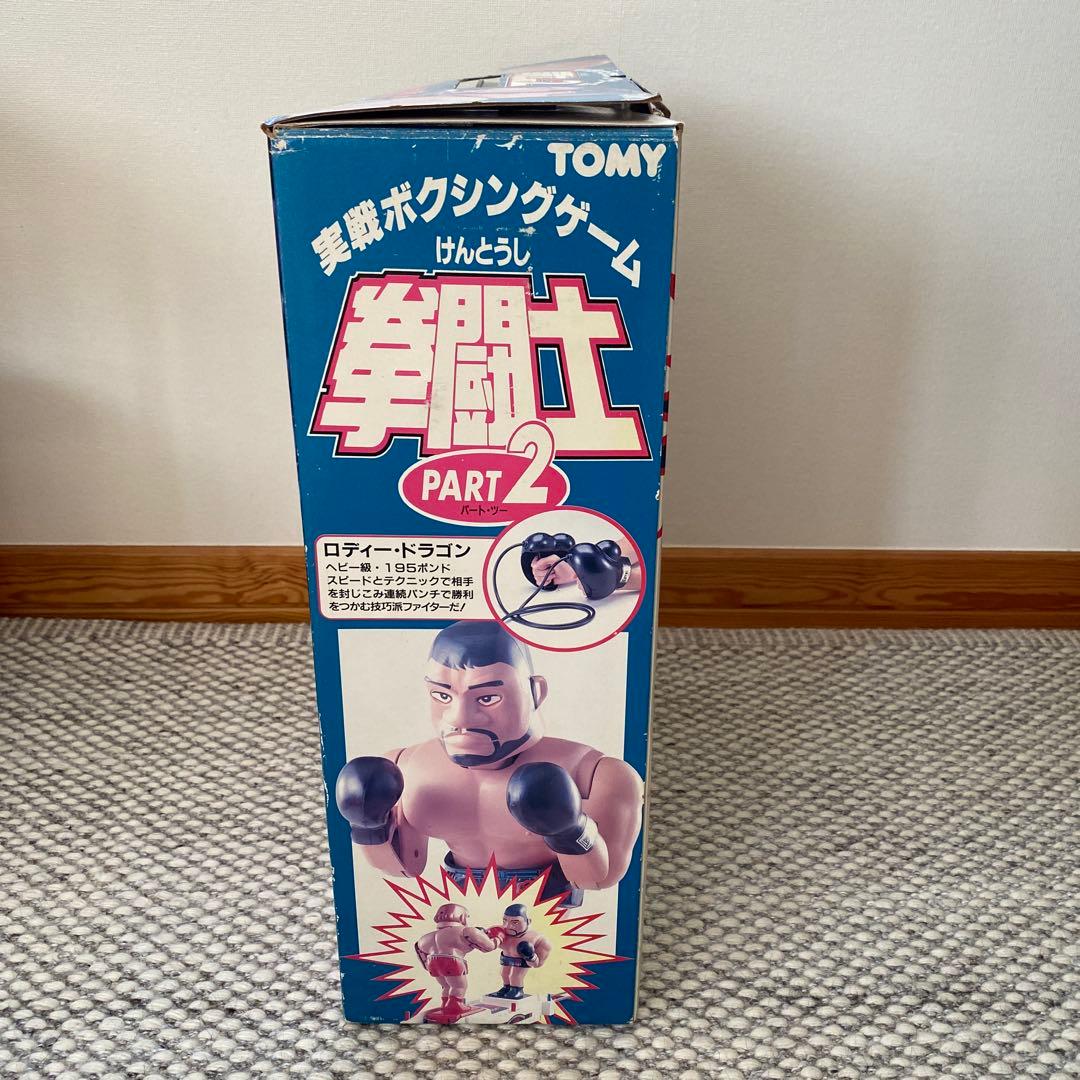 TOMY
実戦ボクシングゲーム
けんとうし
拳闘士
PART 2
パート・ツー
ロディー・ドラゴン
ヘビー級・195ポンド
スピードとテクニックで相手
を封じこみ連続パンチで勝利
をつかむ技巧派ファイターだ!